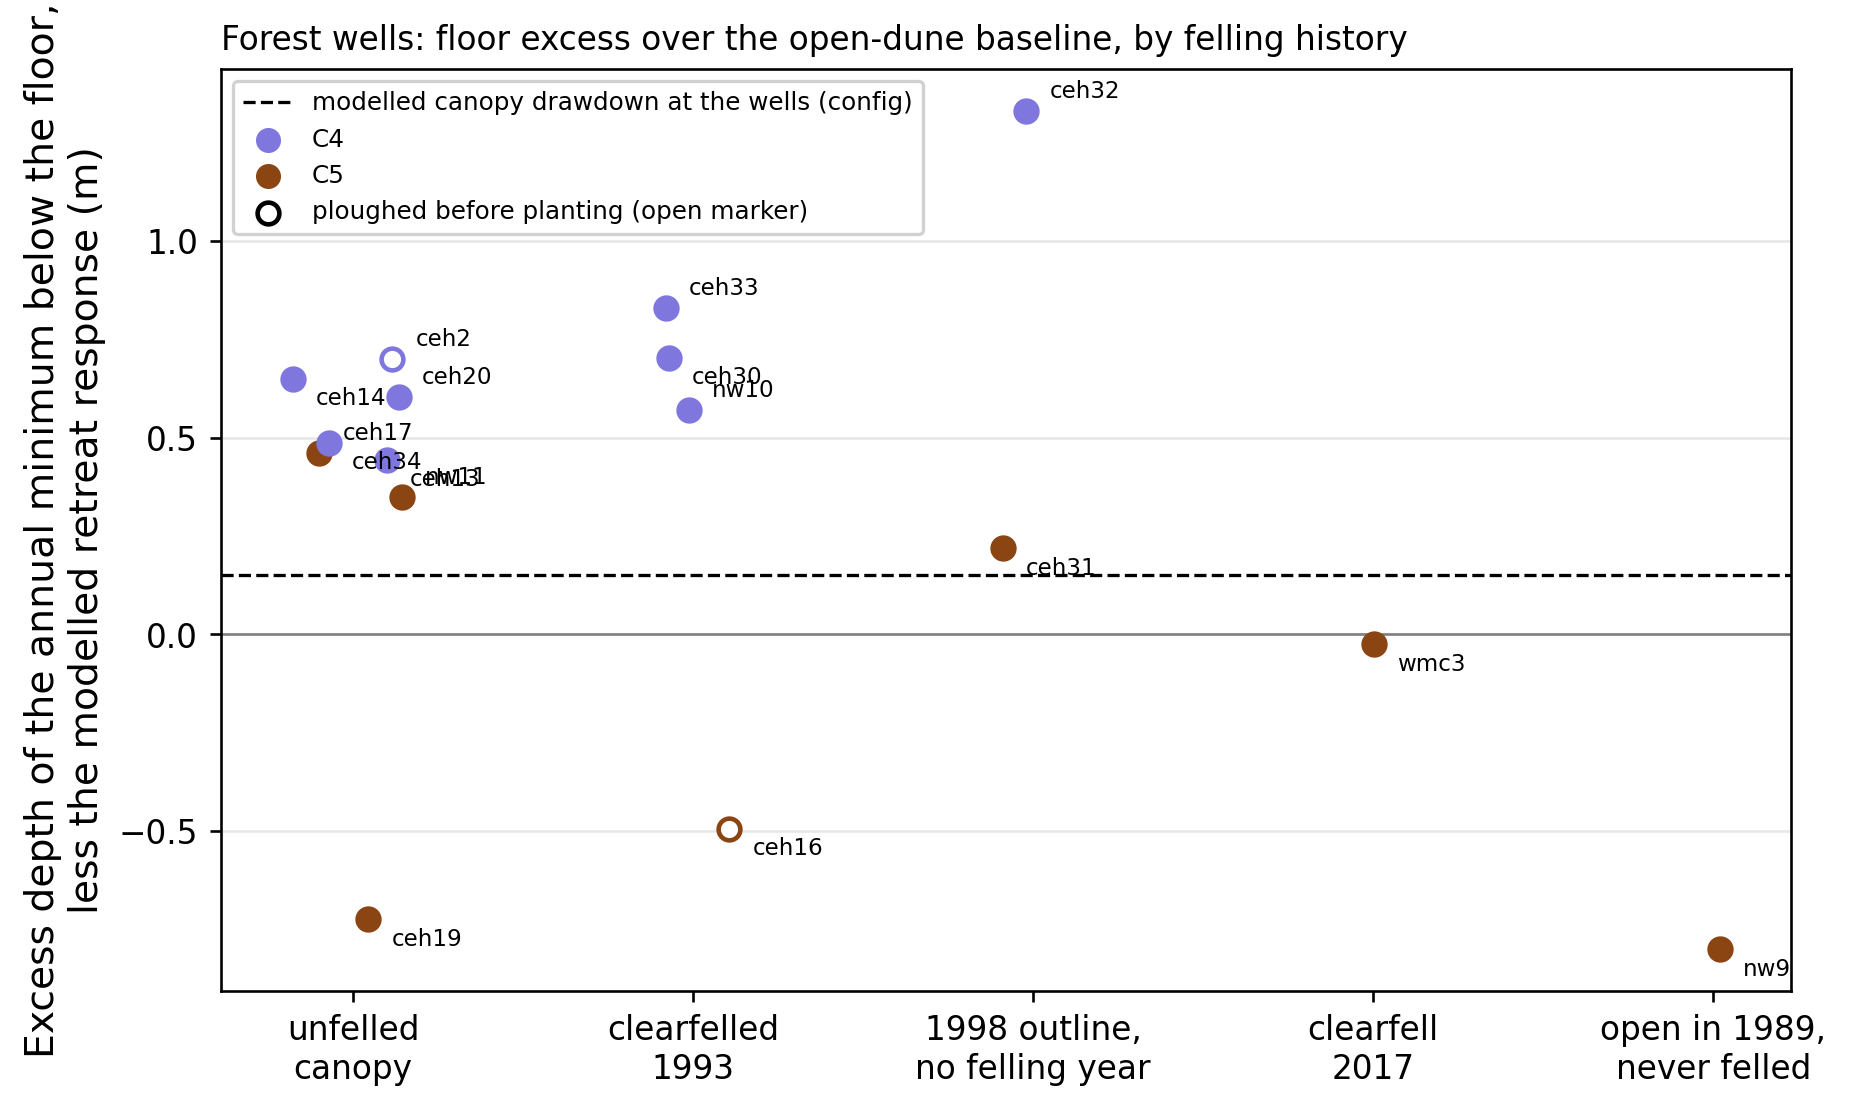 Forest wells: floor excess over the open-dune baseline, by felling history
Excess depth of the annual minimum below the floor,
less the modelled retreat response (m)
modelled canopy drawdown at the wells (config)
C4
C5
ploughed before planting (open marker)
1.0
0.5
0.0
−0.5
ceh32
ceh33
ceh2
ceh20
ceh30
nw10
ceh14
ceh17
ceh34
nw11
ceh13
ceh31
wmc3
ceh16
ceh19
nw9
unfelled
canopy
clearfelled
1993
1998 outline,
no felling year
clearfell
2017
open in 1989,
never felled